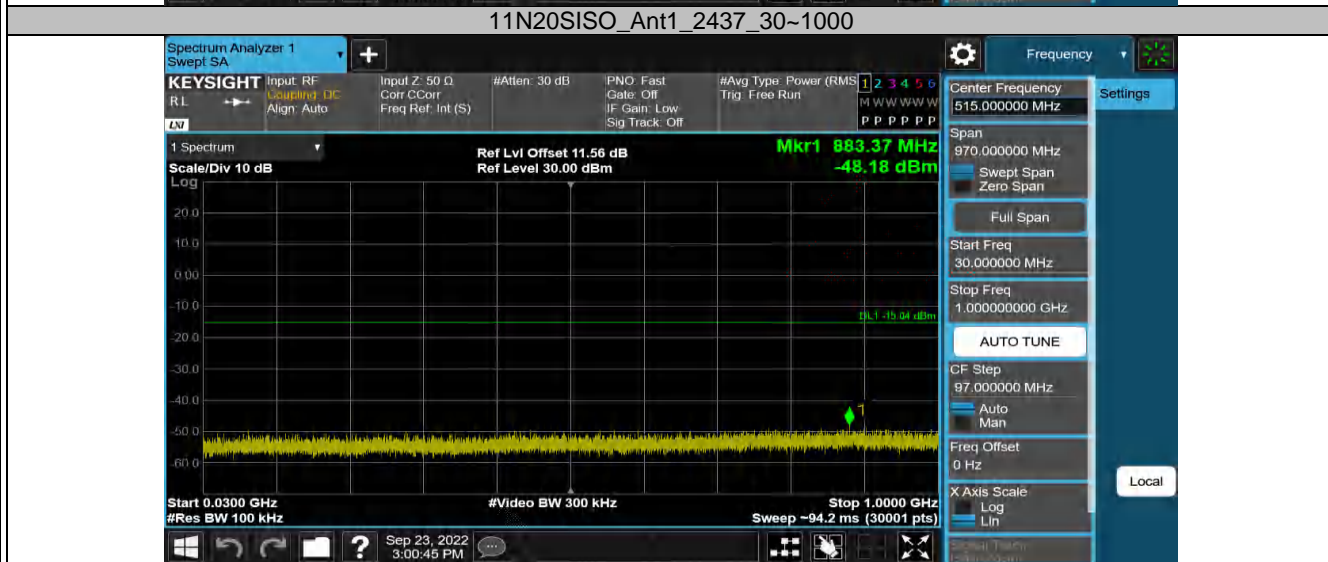 11N20SISO_Ant1_2437_30~1000
Spectrum Analyzer 1
Swept SA
+
Frequency
KEYSIGHT
RL
LXI
Input: RF
Coupling: DC
Align: Auto
Input Z: 50 Ω
Corr CCorr
Freq Ref: Int (S)
#Atten: 30 dB
PNO: Fast
Gate: Off
IF Gain: Low
Sig Track: Off
#Avg Type: Power (RMS
Trig: Free Run
1 2 3 4 5 6
M W W W W W
P P P P P P
Center Frequency
515.000000 MHz
Settings
Span
970.000000 MHz
Swept Span
Zero Span
Full Span
Start Freq
30.000000 MHz
Stop Freq
1.000000000 GHz
AUTO TUNE
CF Step
97.000000 MHz
Auto
Man
Freq Offset
0 Hz
X Axis Scale
Log
Lin
Signal Track
Local
1 Spectrum
Scale/Div 10 dB
Log
Ref Lvl Offset 11.56 dB
Ref Level 30.00 dBm
Mkr1 883.37 MHz
-48.18 dBm
20.0
10.0
0.00
-10.0
DL1 -15.04 dBm
-20.0
-30.0
-40.0
1
-50.0
-60.0
Start 0.0300 GHz
#Res BW 100 kHz
#Video BW 300 kHz
Stop 1.0000 GHz
Sweep ~94.2 ms (30001 pts)
?
Sep 23, 2022
3:00:45 PM